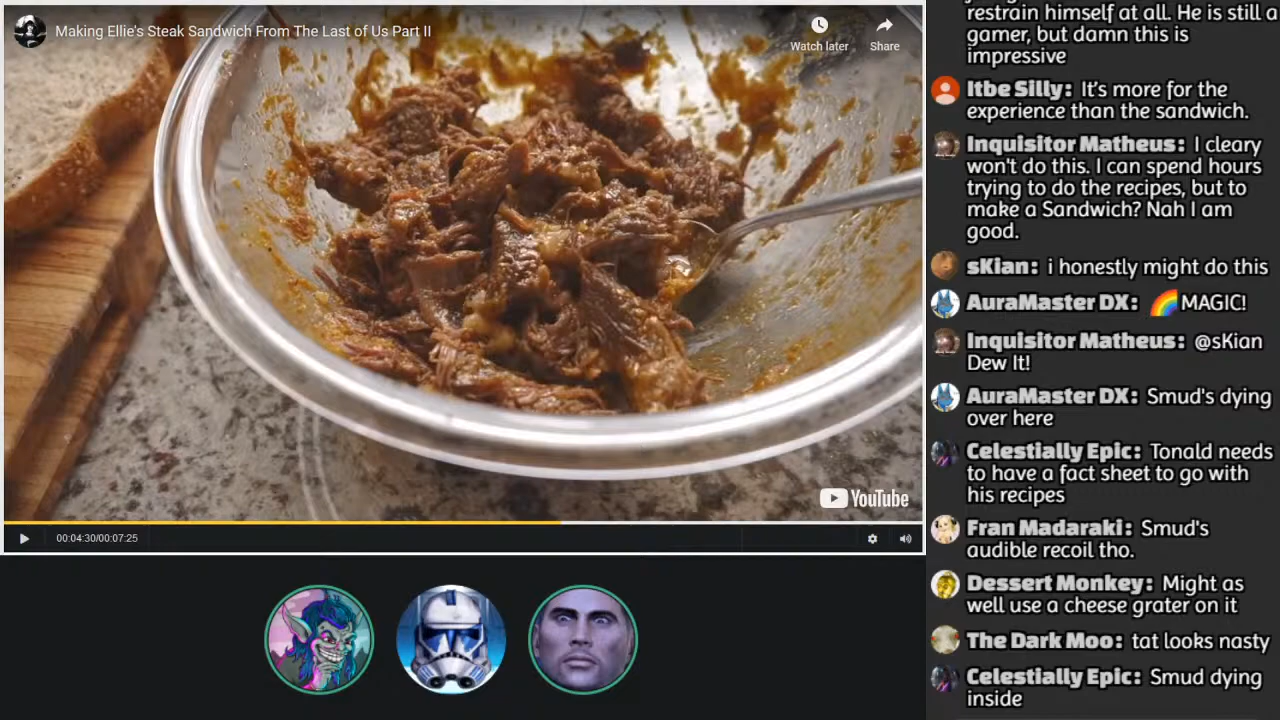 Making Ellie's Steak Sandwich From The Last of Us Part II
Watch later
Share
YouTube
00:04:30/00:07:25
restrain himself at all. He is still a
gamer, but damn this is
impressive
Itbe Silly: It's more for the
experience than the sandwich.
Inquisitor Matheus: I cleary
won't do this. I can spend hours
trying to do the recipes, but to
make a Sandwich? Nah I am
good.
sKian: i honestly might do this
AuraMaster DX: 🌈MAGIC!
Inquisitor Matheus: @sKian
Dew It!
AuraMaster DX: Smud's dying
over here
Celestially Epic: Tonald needs
to have a fact sheet to go with
his recipes
Fran Madaraki: Smud's
audible recoil tho.
Dessert Monkey: Might as
well use a cheese grater on it
The Dark Moo: tat looks nasty
Celestially Epic: Smud dying
inside